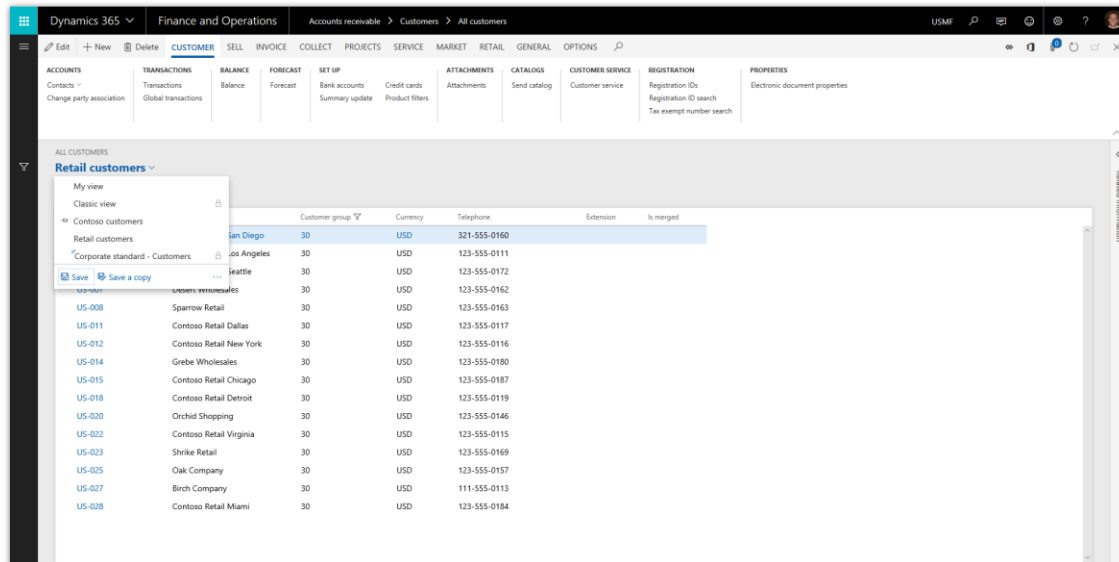 Dynamics 365 Finance and Operations Accounts receivable > Customers > All customers USMF ?
Edit + New Delete CUSTOMER SELL INVOICE COLLECT PROJECTS SERVICE MARKET RETAIL GENERAL OPTIONS 0
ACCOUNTS TRANSACTIONS BALANCE FORECAST SET UP ATTACHMENTS CATALOGS CUSTOMER SERVICE REGISTRATION PROPERTIES
Contacts Transactions Balance Forecast Bank accounts Credit cards Attachments Send catalog Customer service Registration IDs Electronic document properties
Change party association Global transactions Summary update Product filters Registration ID search
Tax exempt number search
ALL CUSTOMERS
Retail customers
My view
Classic view
Contoso customers
Customer group Currency Telephone Extension Is merged
Retail customers
San Diego 30 USD 321-555-0160
Corporate standard - Customers
Los Angeles 30 USD 123-555-0111
Save Save a copy ...
Seattle 30 USD 123-555-0172
US-007 Desert Wholesales 30 USD 123-555-0162
US-008 Sparrow Retail 30 USD 123-555-0163
US-011 Contoso Retail Dallas 30 USD 123-555-0117
US-012 Contoso Retail New York 30 USD 123-555-0116
US-014 Grebe Wholesales 30 USD 123-555-0180
US-015 Contoso Retail Chicago 30 USD 123-555-0187
US-018 Contoso Retail Detroit 30 USD 123-555-0119
US-020 Orchid Shopping 30 USD 123-555-0146
US-022 Contoso Retail Virginia 30 USD 123-555-0115
US-023 Shrike Retail 30 USD 123-555-0169
US-025 Oak Company 30 USD 123-555-0157
US-027 Birch Company 30 USD 111-555-0113
US-028 Contoso Retail Miami 30 USD 123-555-0184